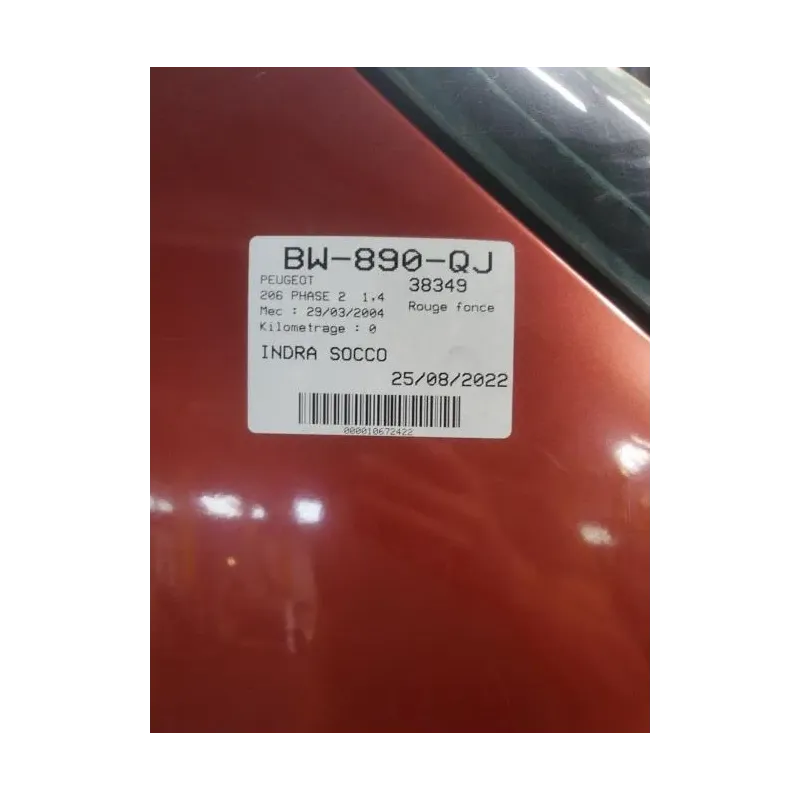 BW-890-QJ
PEUGEOT 38349
206 PHASE 2 1.4
Rouge fonce
Mec : 29/03/2004
Kilometrage : 0
INDRA SOCCO
25/08/2022
000010672422